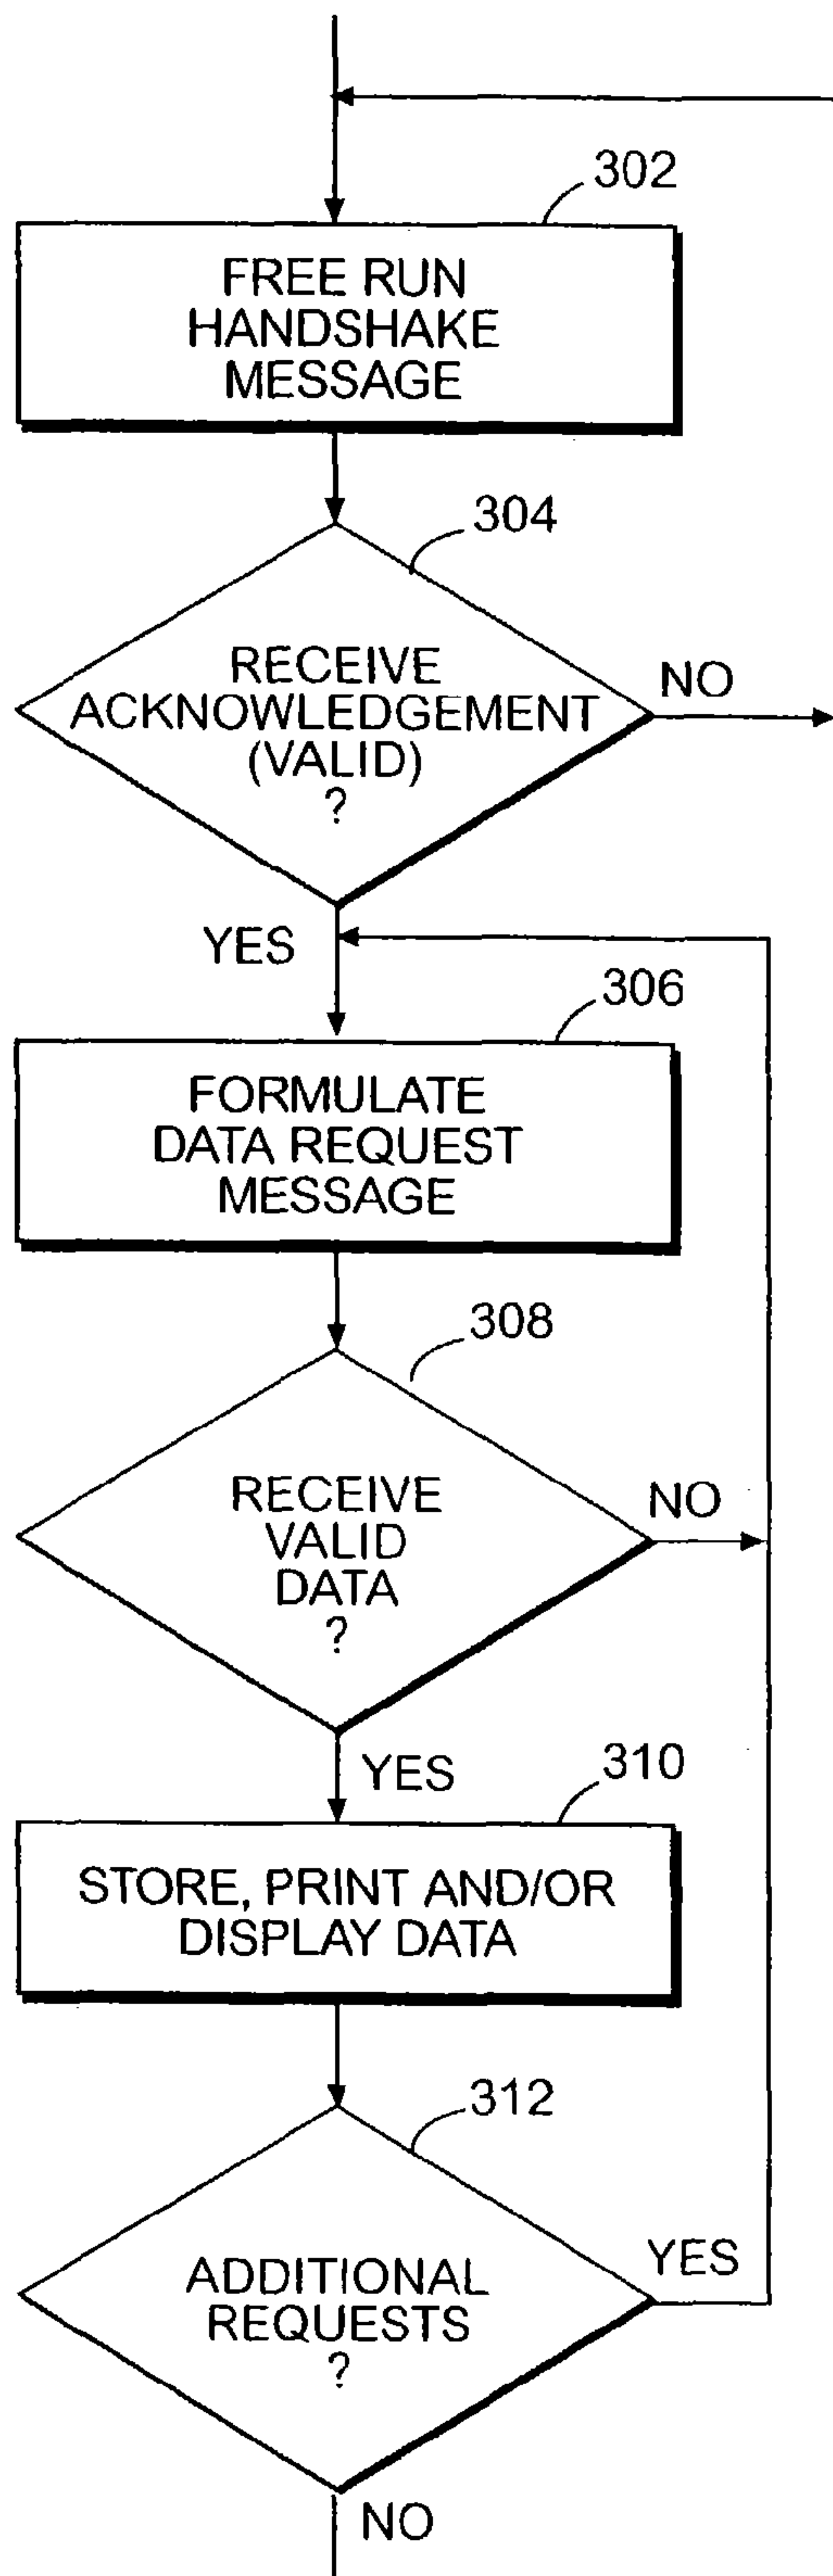 302
FREE RUN
HANDSHAKE
MESSAGE
304
RECEIVE
ACKNOWLEDGEMENT
(VALID)
?
NO
YES
306
FORMULATE
DATA REQUEST
MESSAGE
308
RECEIVE
VALID
DATA
?
NO
YES
310
STORE, PRINT AND/OR
DISPLAY DATA
312
ADDITIONAL
REQUESTS
?
YES
NO